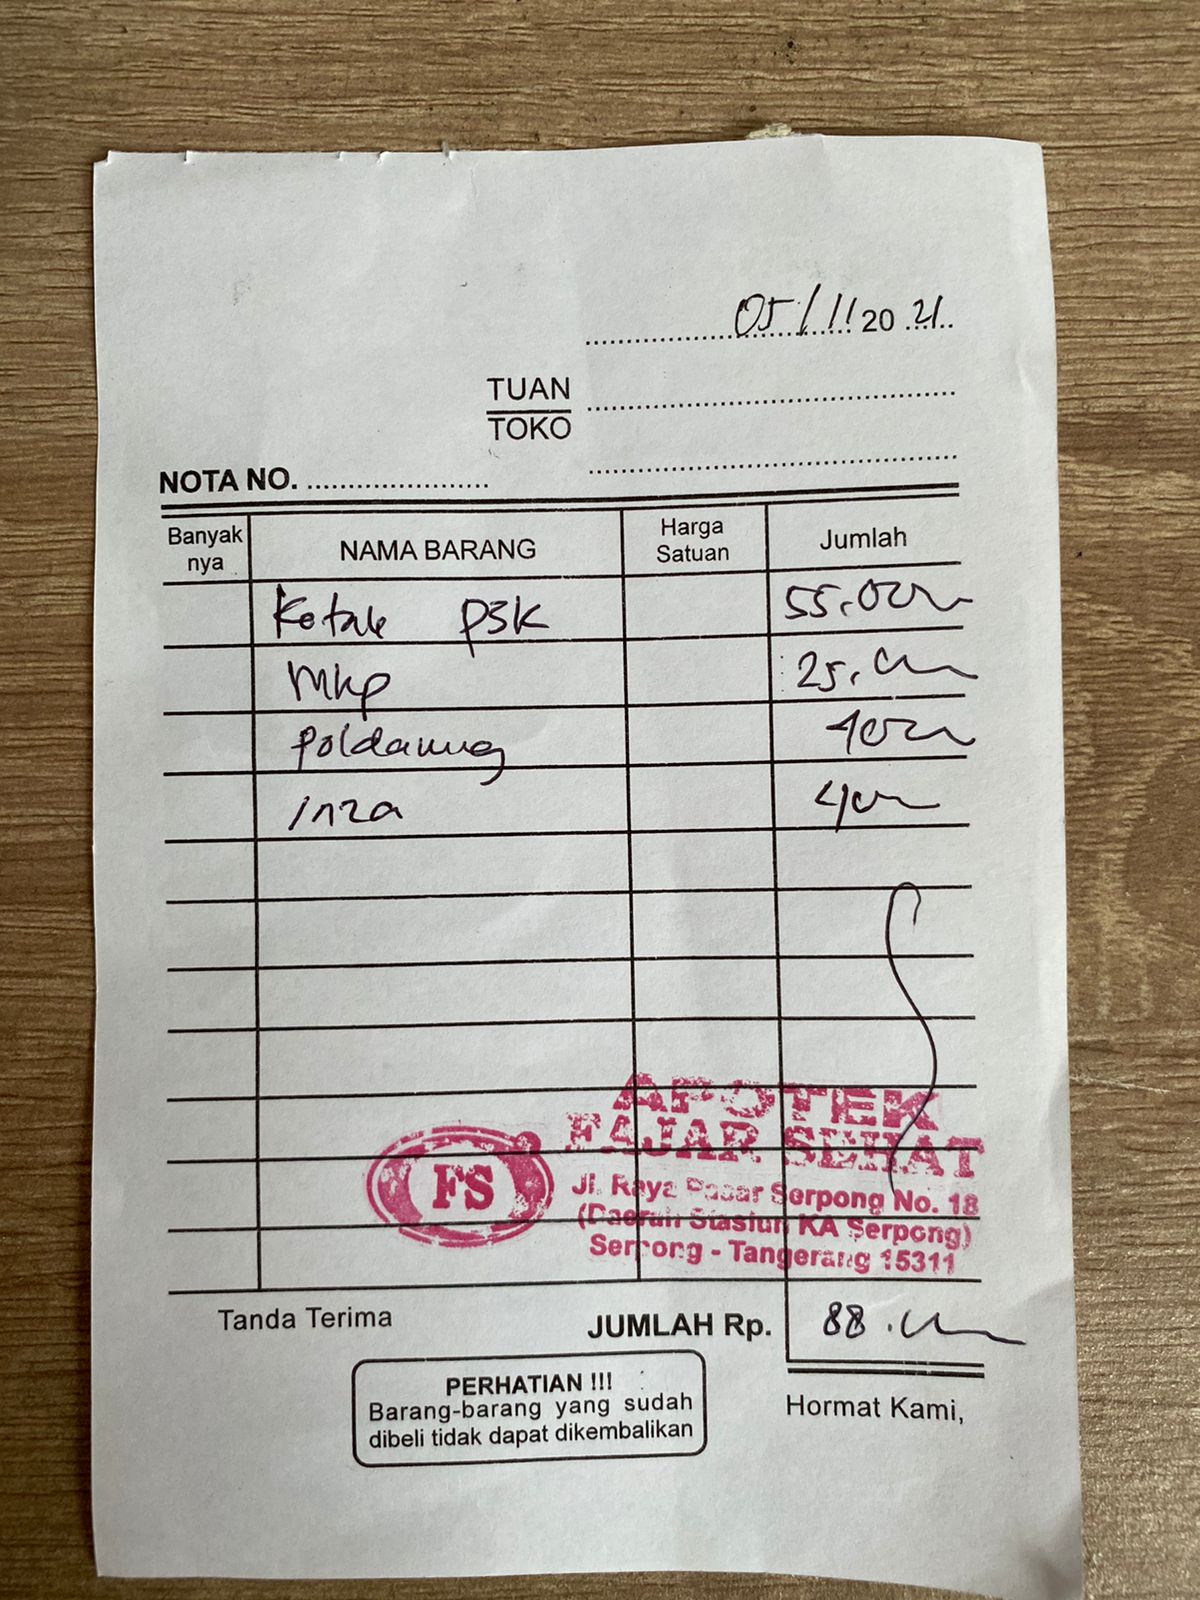 05/11 20 21
TUAN
TOKO
NOTA NO.
Banyak nya NAMA BARANG Harga Satuan Jumlah
Kotak P3K 55.000
MKP 25.000
Poldanmig 4000
Inza 4000
APOTEK
FAJAR SEHAT
FS
Jl. Raya Pasar Serpong No. 18
(Daerah Stasiun KA Serpong)
Serpong - Tangerang 15311
Tanda Terima JUMLAH Rp. 88.000
PERHATIAN !!!
Barang-barang yang sudah
dibeli tidak dapat dikembalikan
Hormat Kami,